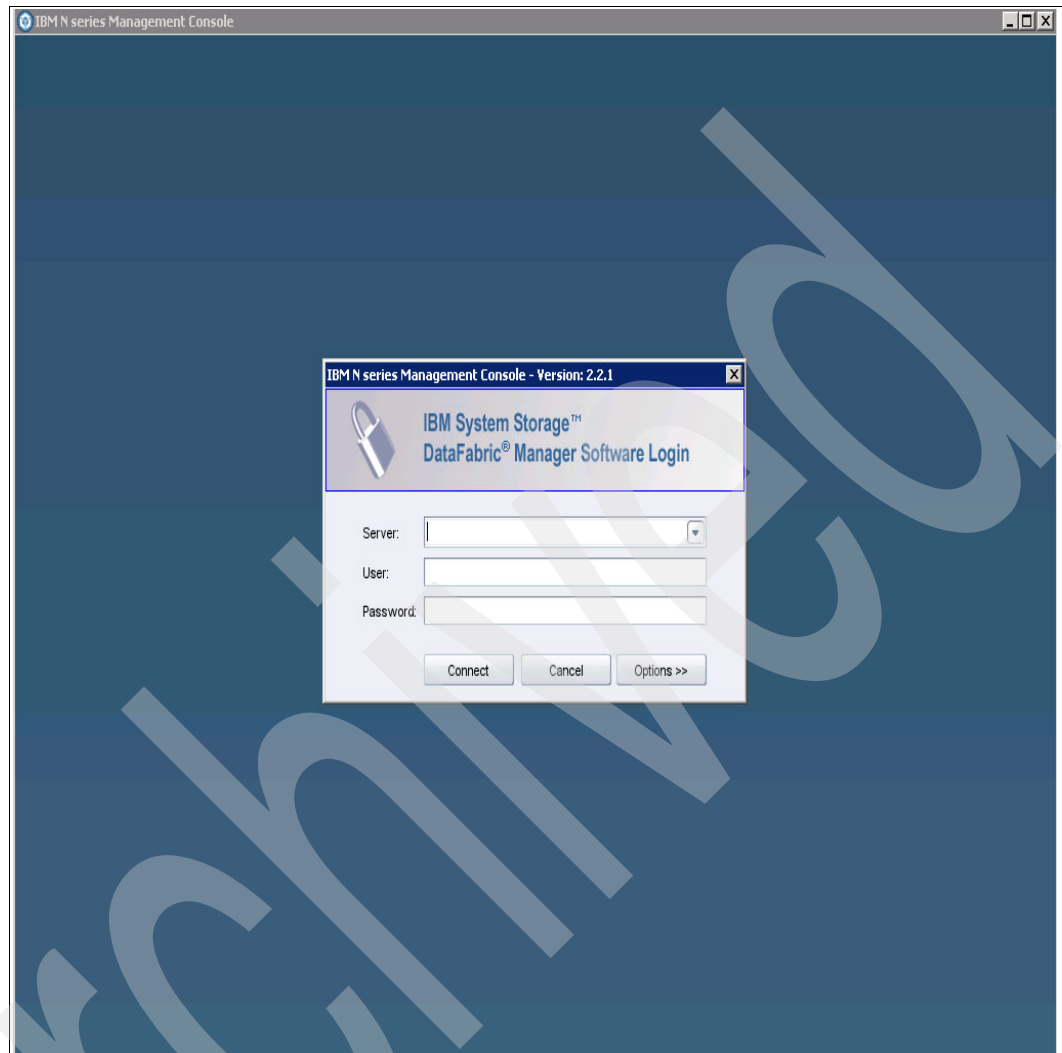 IBM N series Management Console
IBM N series Management Console - Version: 2.2.1
IBM System Storage™
DataFabric® Manager Software Login
Server:
User:
Password:
Connect Cancel Options >>
rchived